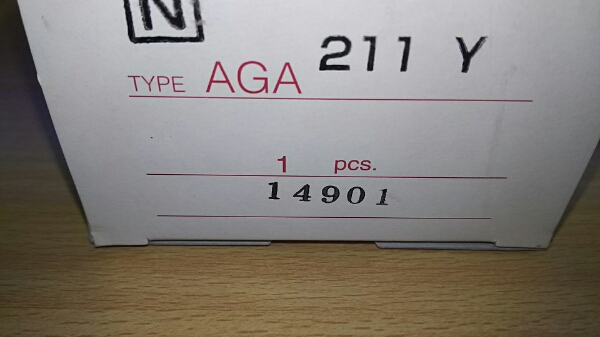 N
TYPE AGA 211 Y
1 pcs.
14901